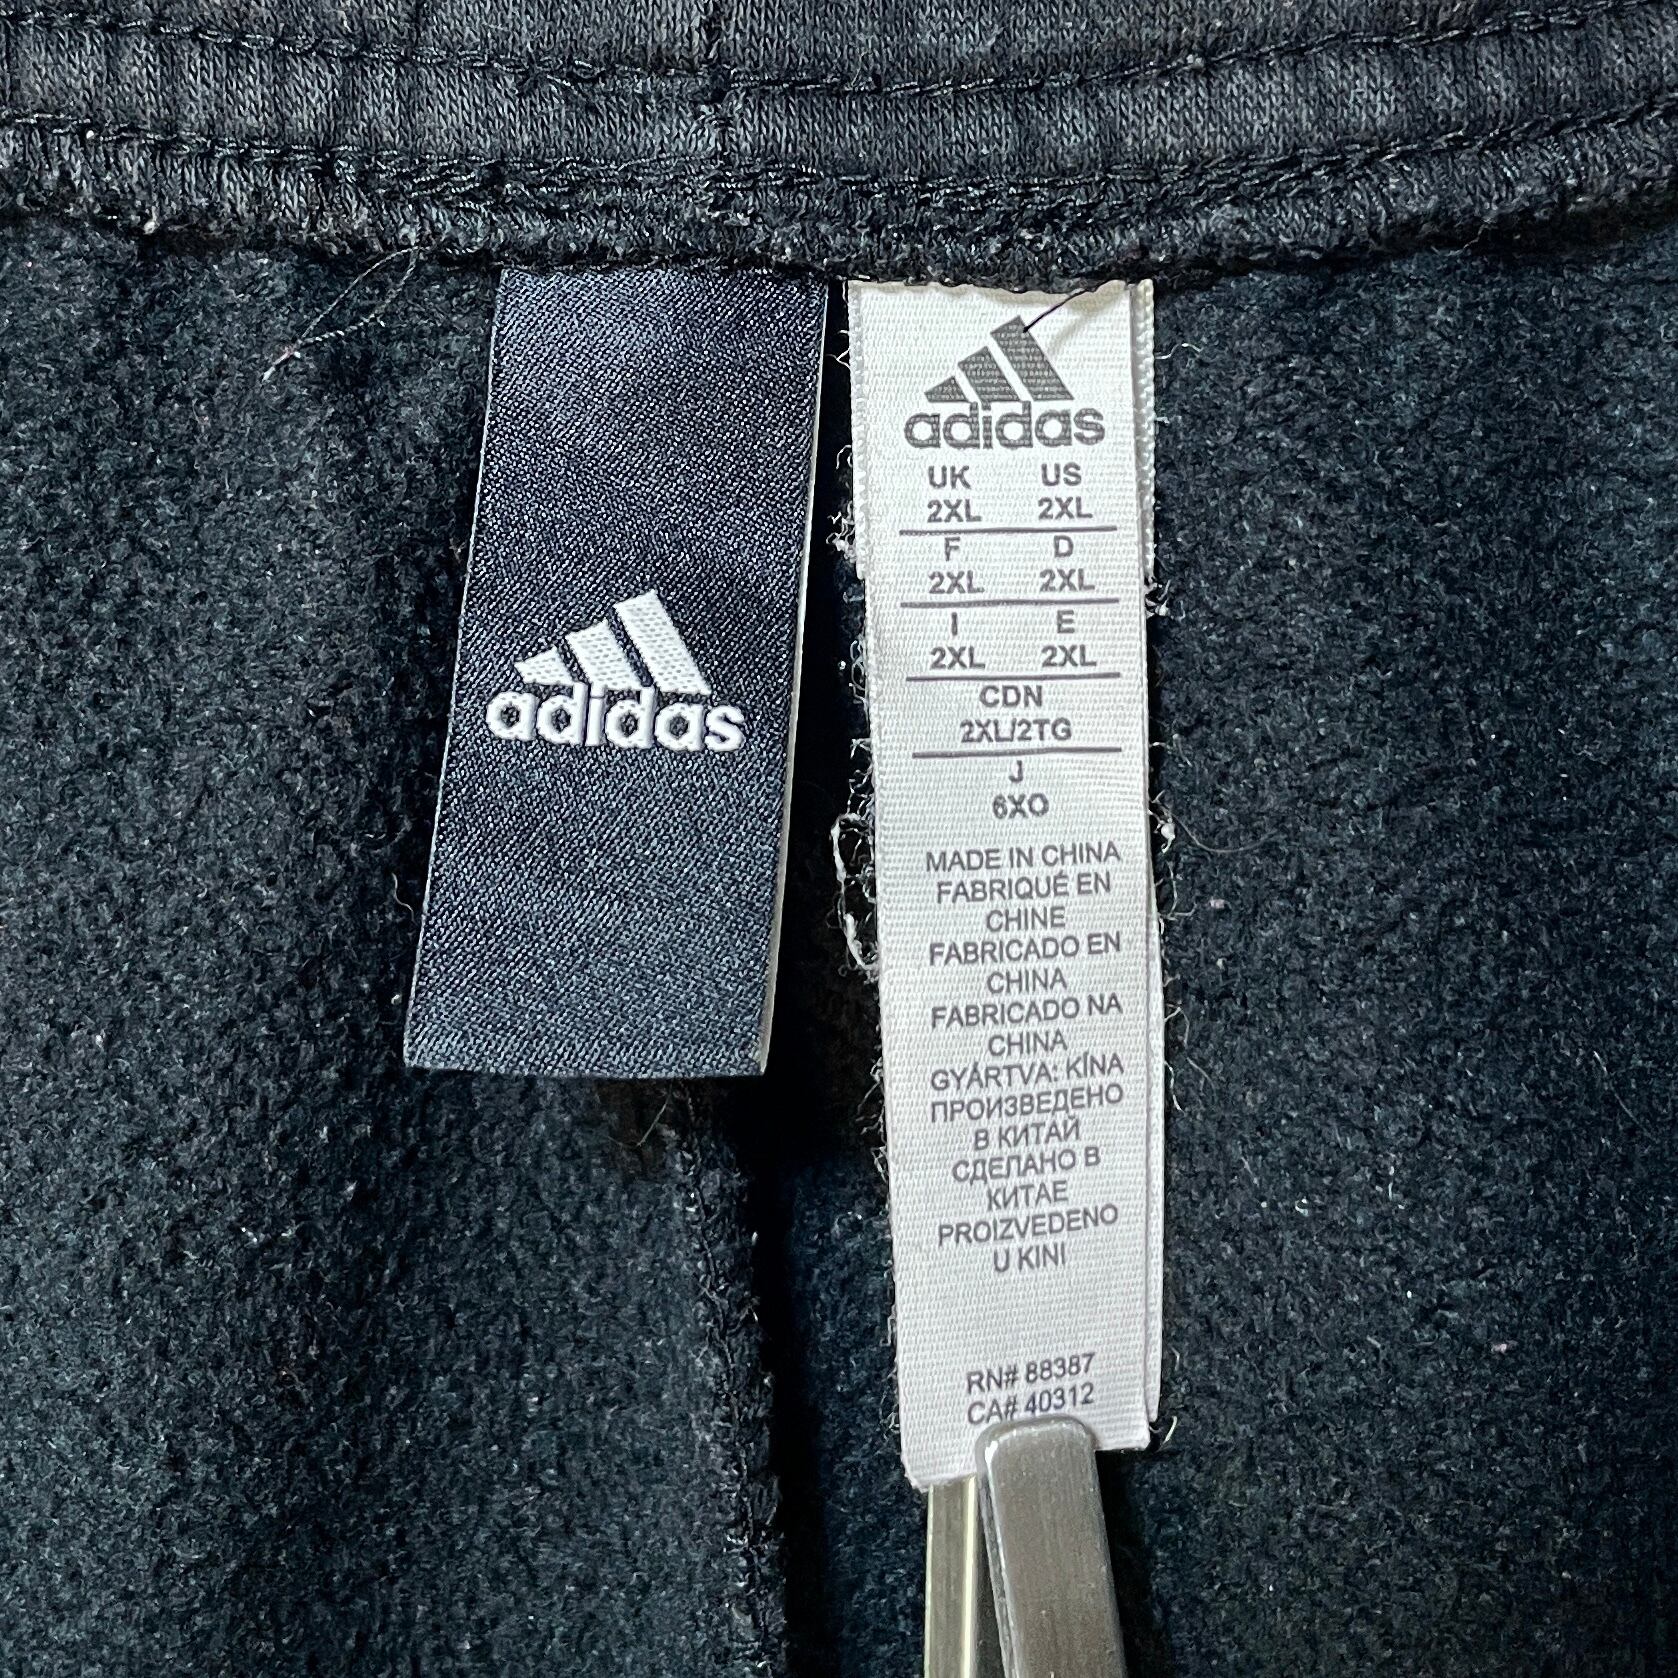 adidas
adidas
UK US
2XL 2XL
F D
2XL 2XL
I E
2XL 2XL
CDN
2XL/2TG
J
6XO
MADE IN CHINA
FABRIQUÉ EN
CHINE
FABRICADO EN
CHINA
FABRICADO NA
CHINA
GYÁRTVA: KÍNA
ПРОИЗВЕДЕНО
В КИТАЙ
СДЕЛАНО В
КИТАЕ
PROIZVEDENO
U KINI
RN# 88387
CA# 40312